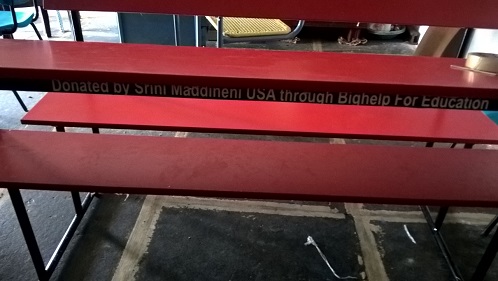 Donated by Srini Maddineni USA through Bighelp For Education